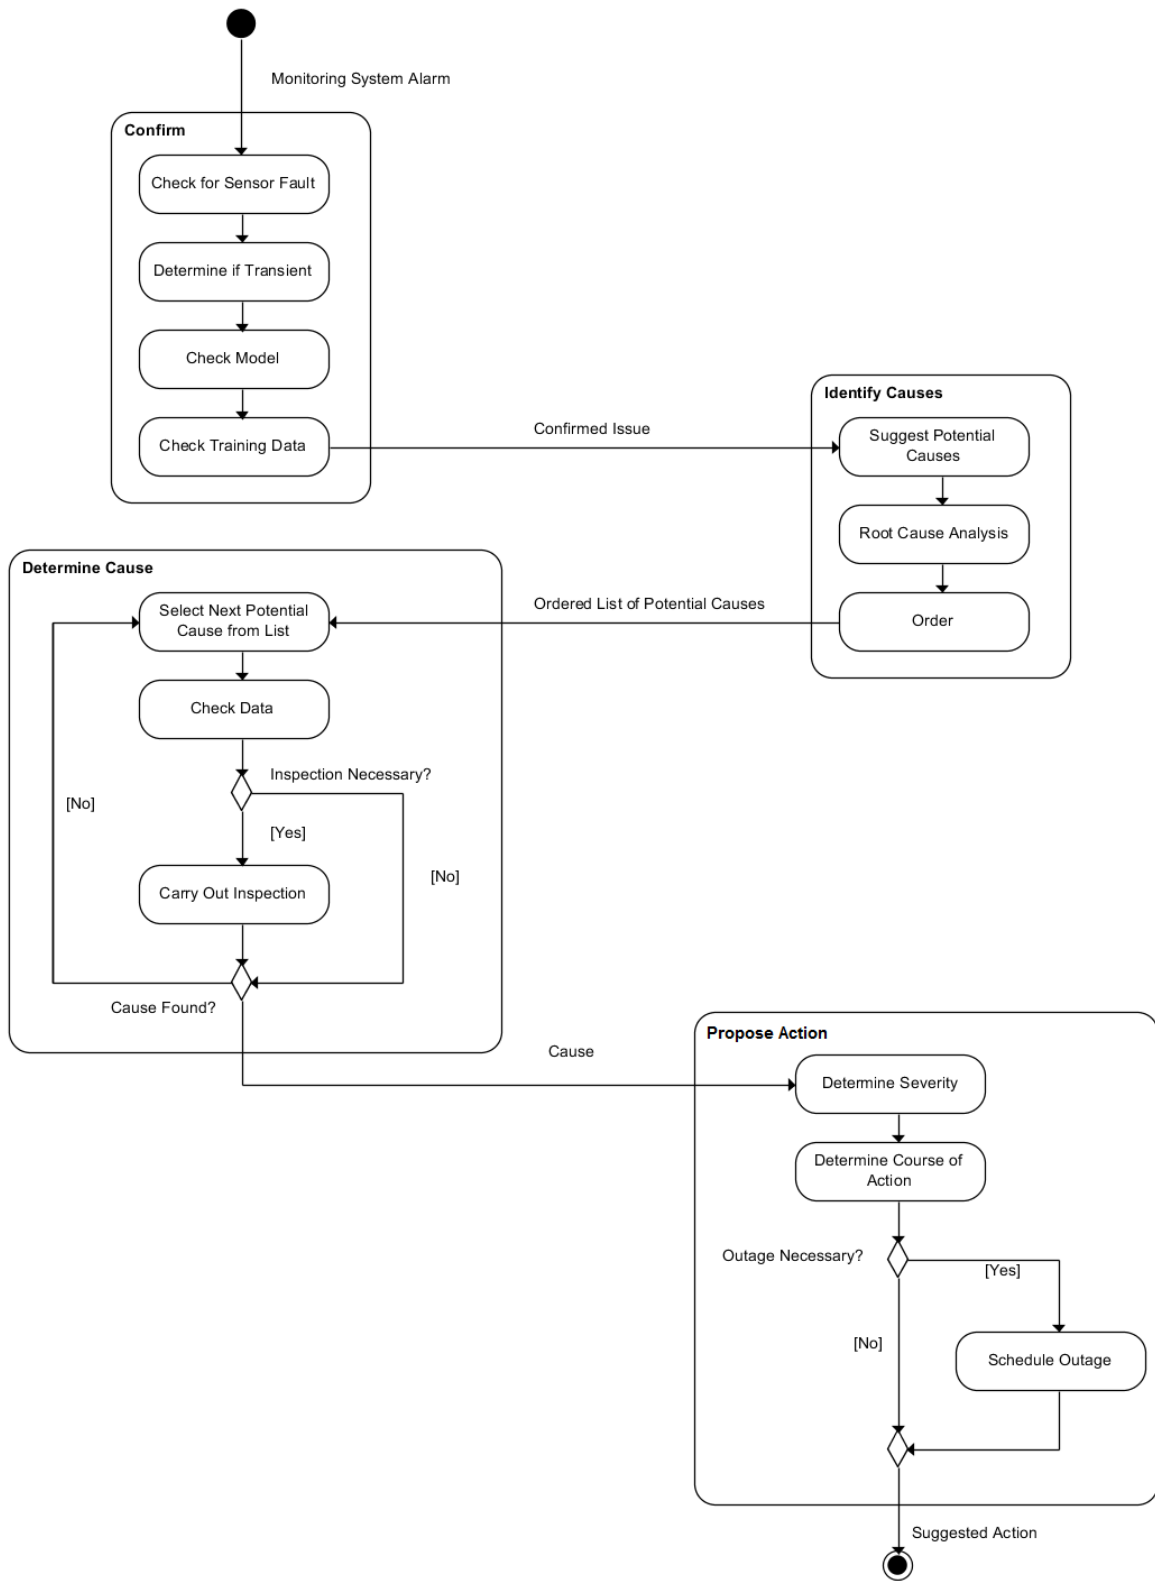 Monitoring System Alarm
Confirm
Check for Sensor Fault
Determine if Transient
Check Model
Check Training Data
Confirmed Issue
Identify Causes
Suggest Potential
Causes
Root Cause Analysis
Order
Ordered List of Potential Causes
Determine Cause
Select Next Potential
Cause from List
Check Data
Inspection Necessary?
[No]
[Yes]
[No]
Carry Out Inspection
Cause Found?
Cause
Propose Action
Determine Severity
Determine Course of
Action
Outage Necessary?
[Yes]
[No]
Schedule Outage
Suggested Action